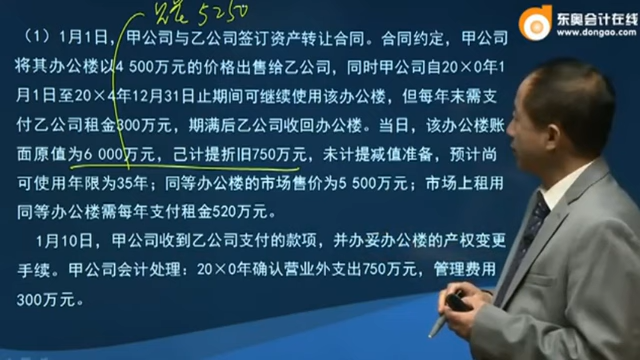 5250
东奥会计在线
www.dongao.com
(1) 1月1日，甲公司与乙公司签订资产转让合同。合同约定，甲公司
将其办公楼以4 500万元的价格出售给乙公司，同时甲公司自20×0年1
月1日至20×4年12月31日止期间可继续使用该办公楼，但每年末需支
付乙公司租金300万元，期满后乙公司收回办公楼。当日，该办公楼账
面原值为6 000万元，己计提折旧750万元，未计提减值准备，预计尚
可使用年限为35年；同等办公楼的市场售价为5 500万元；市场上租用
同等办公楼需每年支付租金520万元。
1月10日，甲公司收到乙公司支付的款项，并办妥办公楼的产权变更
手续。甲公司会计处理：20×0年确认营业外支出750万元，管理费用
300万元。